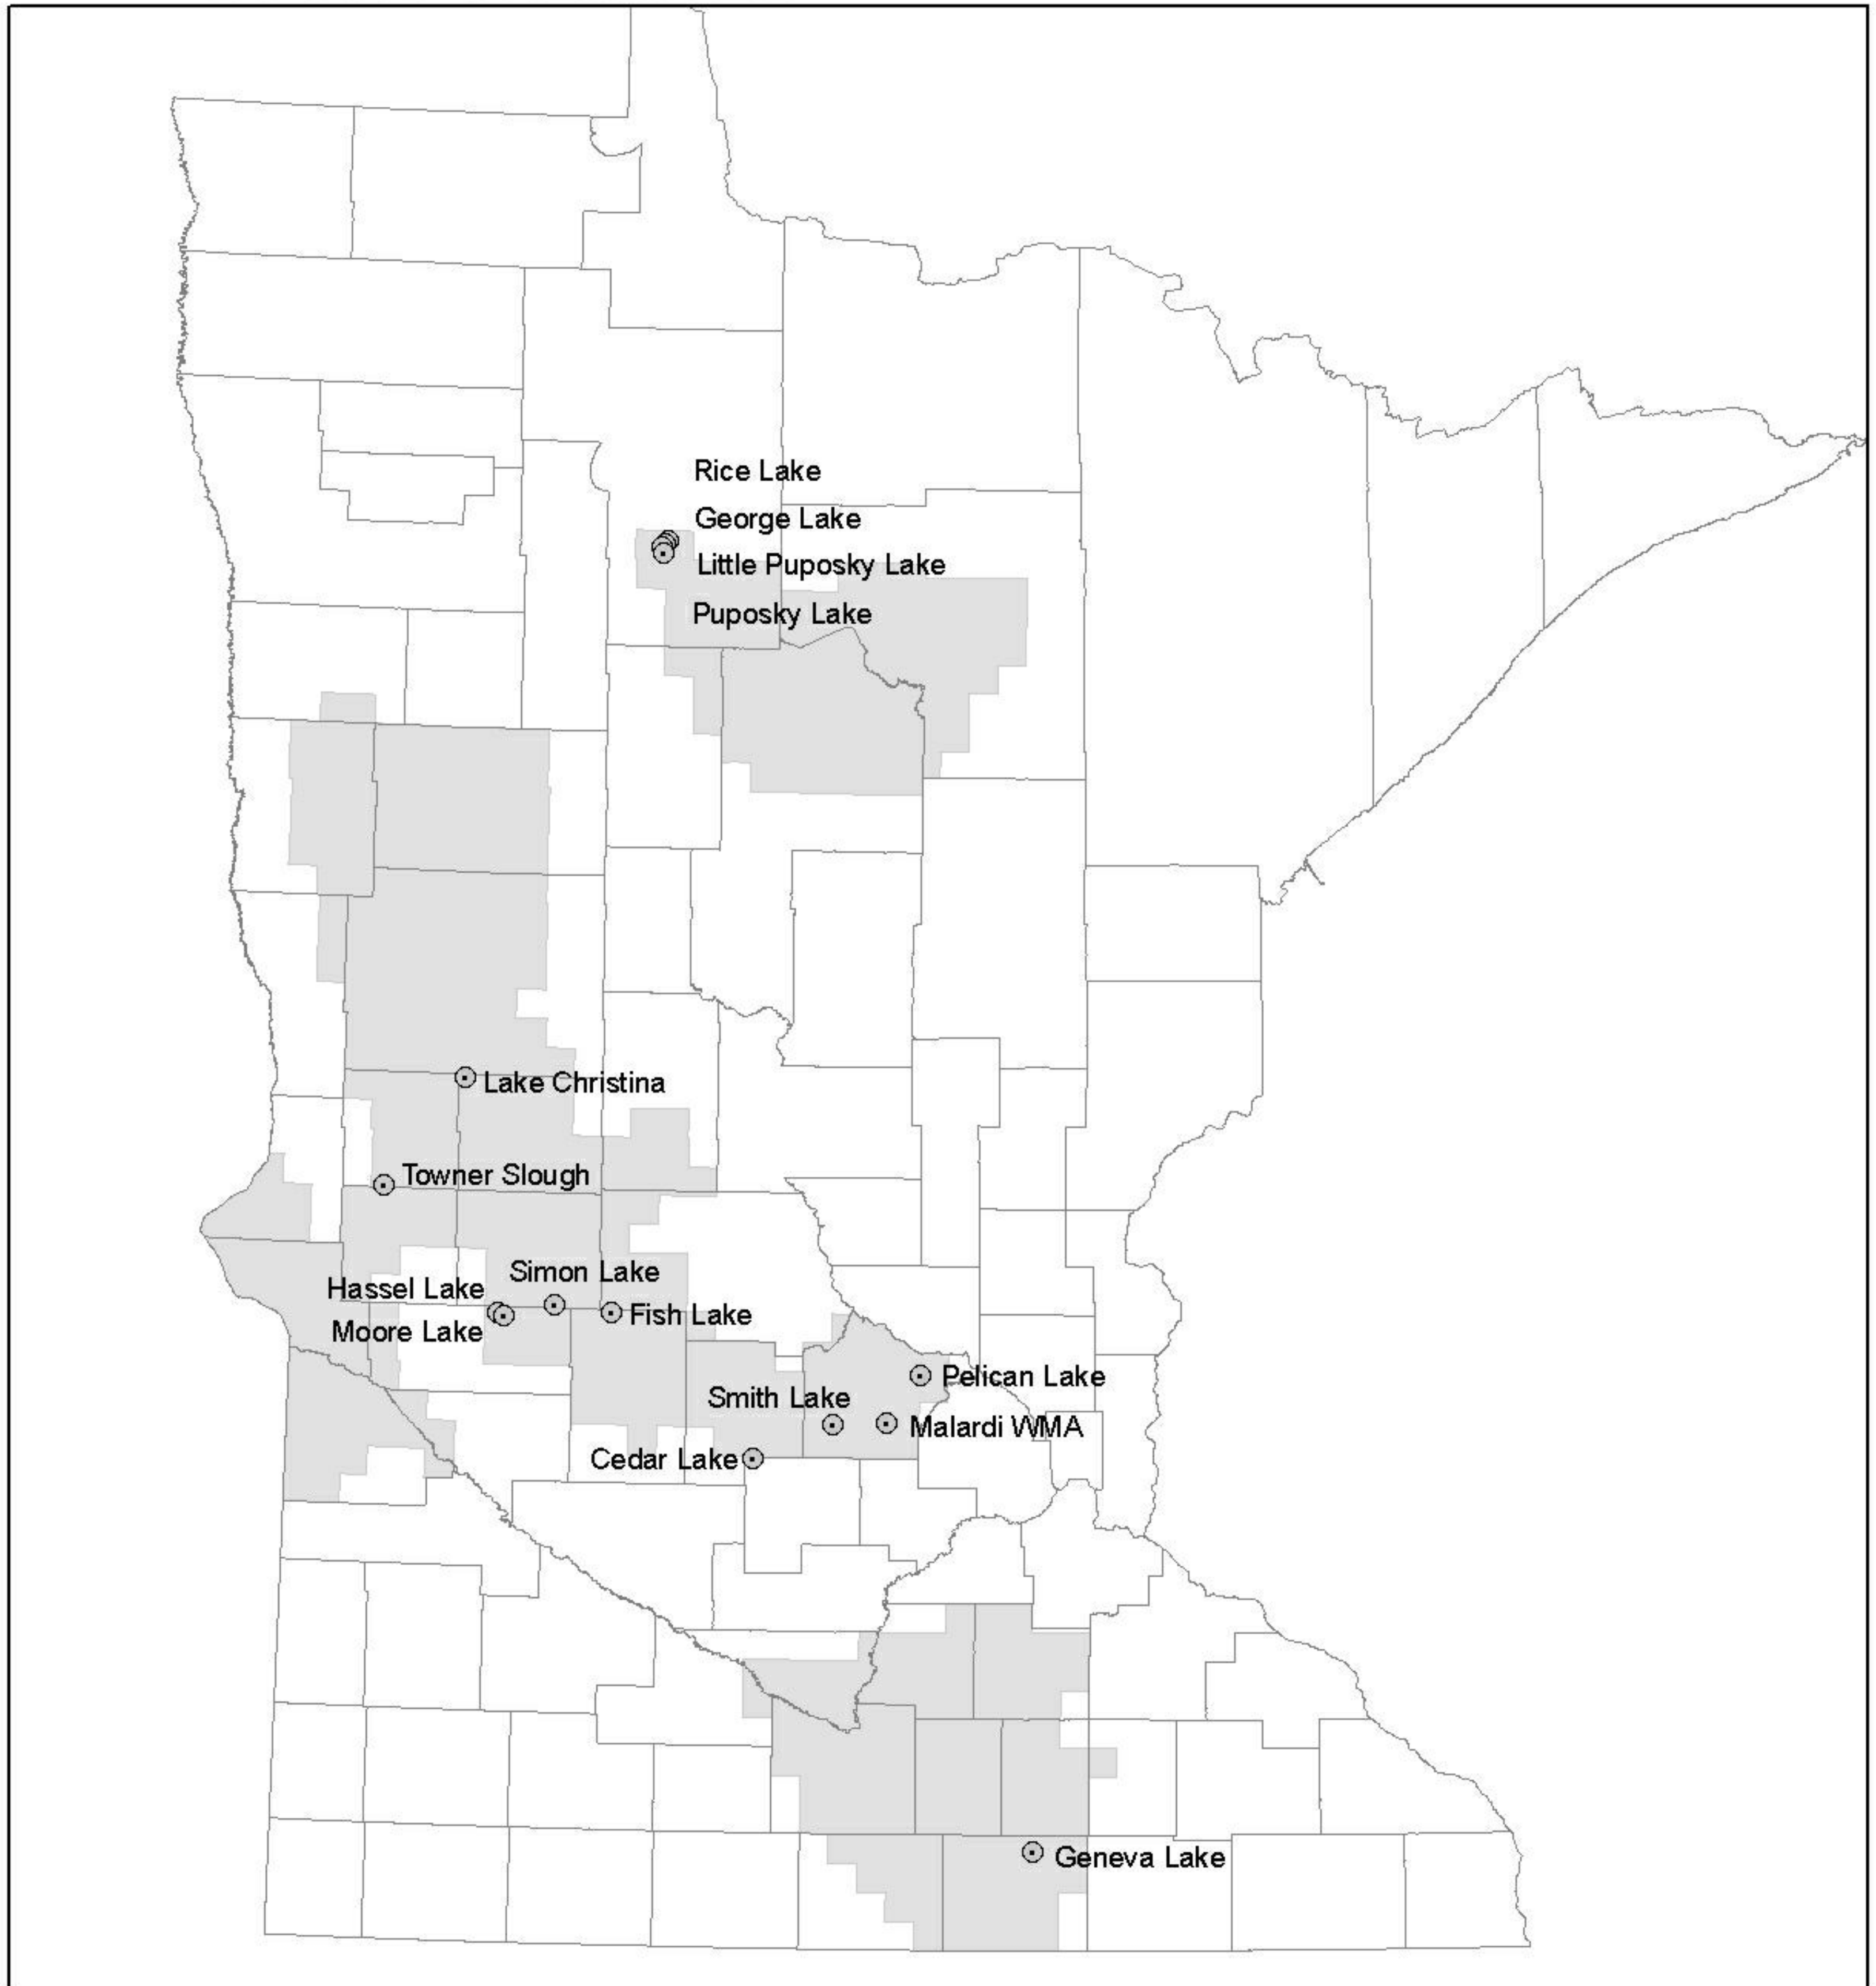 Rice Lake
George Lake
Little Puposky Lake
Puposky Lake
Lake Christina
Towner Slough
Simon Lake
Hassel Lake
Fish Lake
Moore Lake
Pelican Lake
Smith Lake
Malardi WMA
Cedar Lake
Geneva Lake